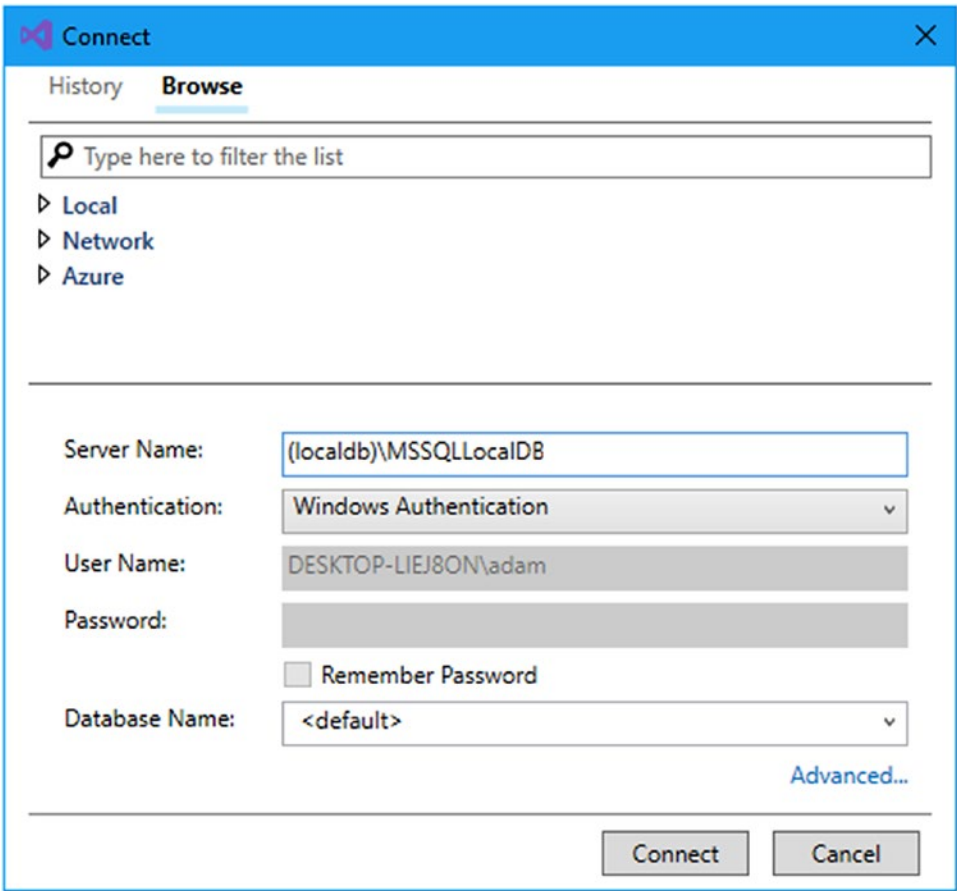 Connect
History Browse
Type here to filter the list
Local
Network
Azure
Server Name: (localdb)\MSSQLLocalDB
Authentication: Windows Authentication
User Name: DESKTOP-LIEJ8ON\adam
Password:
Remember Password
Database Name: <default>
Advanced...
Connect Cancel